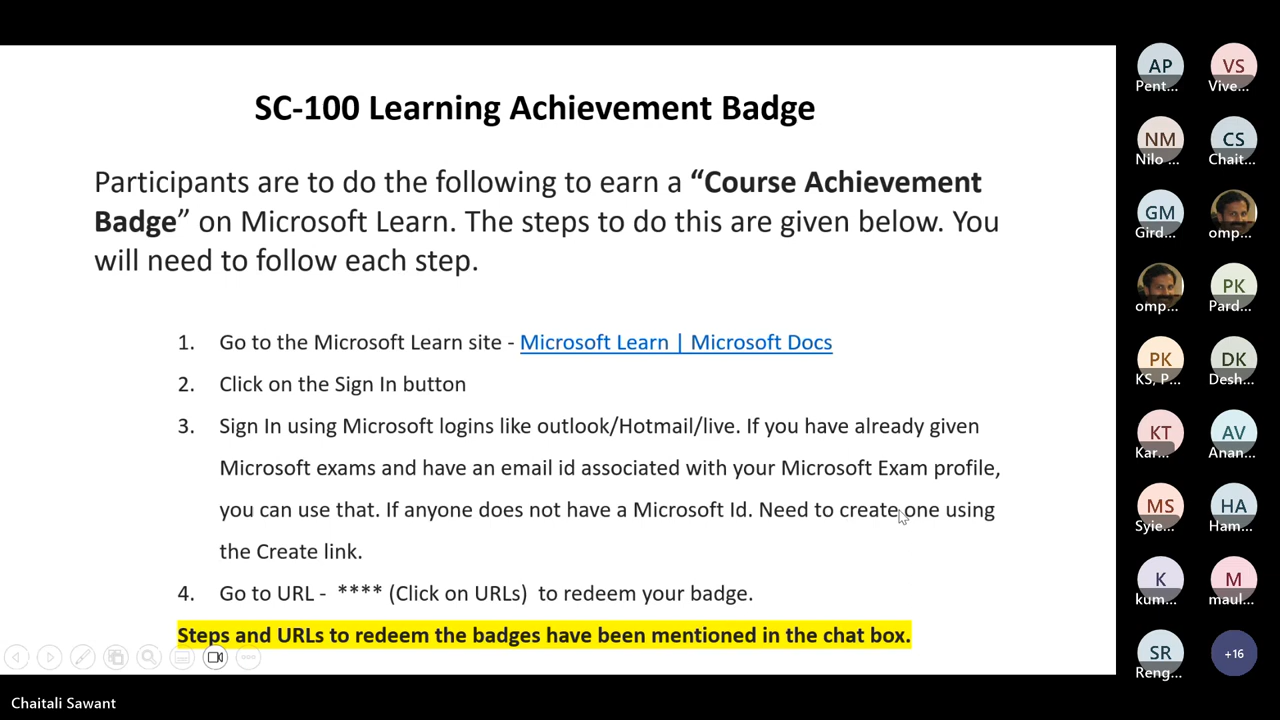 SC-100 Learning Achievement Badge
Participants are to do the following to earn a “Course Achievement
Badge” on Microsoft Learn. The steps to do this are given below. You
will need to follow each step.
1. Go to the Microsoft Learn site - Microsoft Learn | Microsoft Docs
2. Click on the Sign In button
3. Sign In using Microsoft logins like outlook/Hotmail/live. If you have already given
Microsoft exams and have an email id associated with your Microsoft Exam profile,
you can use that. If anyone does not have a Microsoft Id. Need to create one using
the Create link.
4. Go to URL - **** (Click on URLs) to redeem your badge.
Steps and URLs to redeem the badges have been mentioned in the chat box.
Chaitali Sawant
AP VS
Pent... Vive...
NM CS
Nilo ... Chait...
GM
Gird... omp...
PK
omp... Pard...
PK DK
KS, P... Desh...
KT AV
Kar... Anan...
MS HA
Syie... Ham...
K M
kum... maul...
SR +16
Reng...